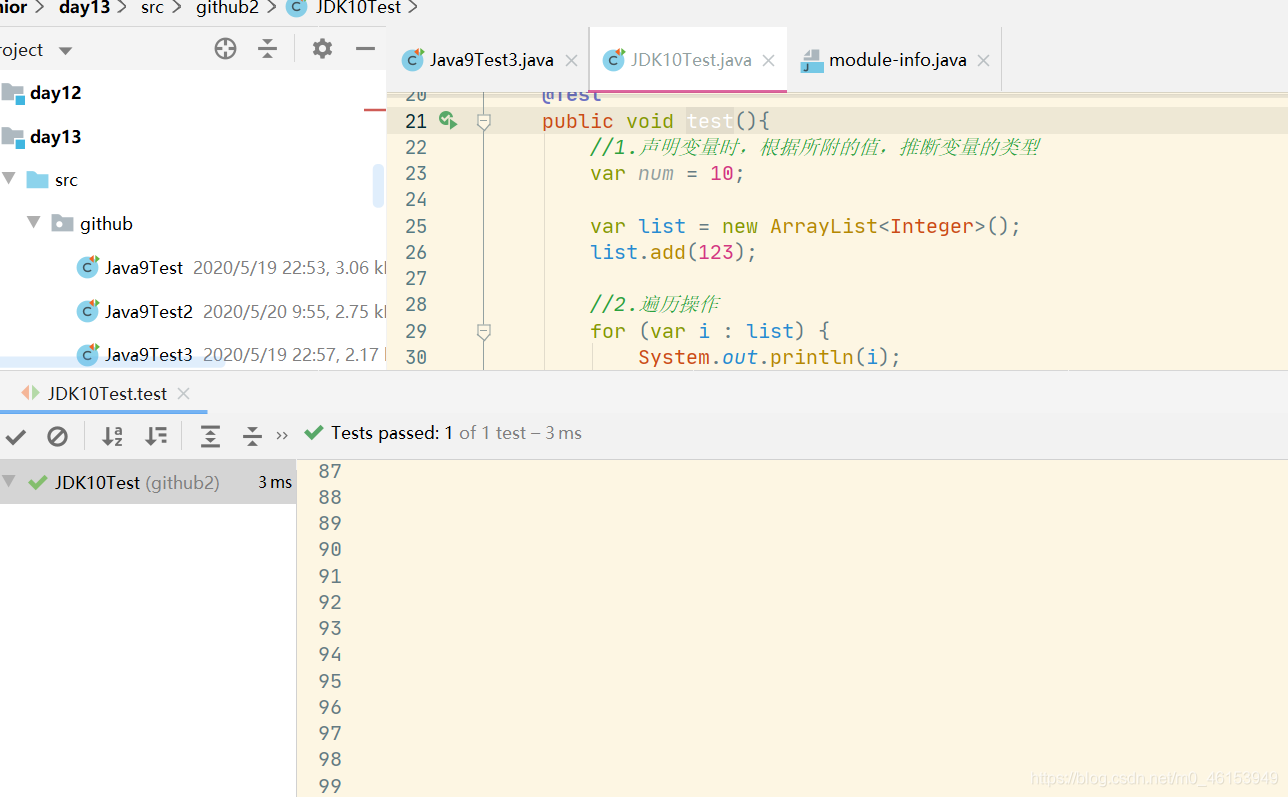 nior > day13 > src > github2 > JDK10Test >
roject
Java9Test3.java
JDK10Test.java
module-info.java
day12
day13
src
github
Java9Test 2020/5/19 22:53, 3.06 k
Java9Test2 2020/5/20 9:55, 2.75 k
Java9Test3 2020/5/19 22:57, 2.17
20 @Test
21 public void test(){
22 //1.声明变量时，根据所附的值，推断变量的类型
23 var num = 10;
24
25 var list = new ArrayList<Integer>();
26 list.add(123);
27
28 //2.遍历操作
29 for (var i : list) {
30 System.out.println(i);
JDK10Test.test
>> Tests passed: 1 of 1 test – 3 ms
JDK10Test (github2) 3 ms
87
88
89
90
91
92
93
94
95
96
97
98
99
https://blog.csdn.net/m0_46153949